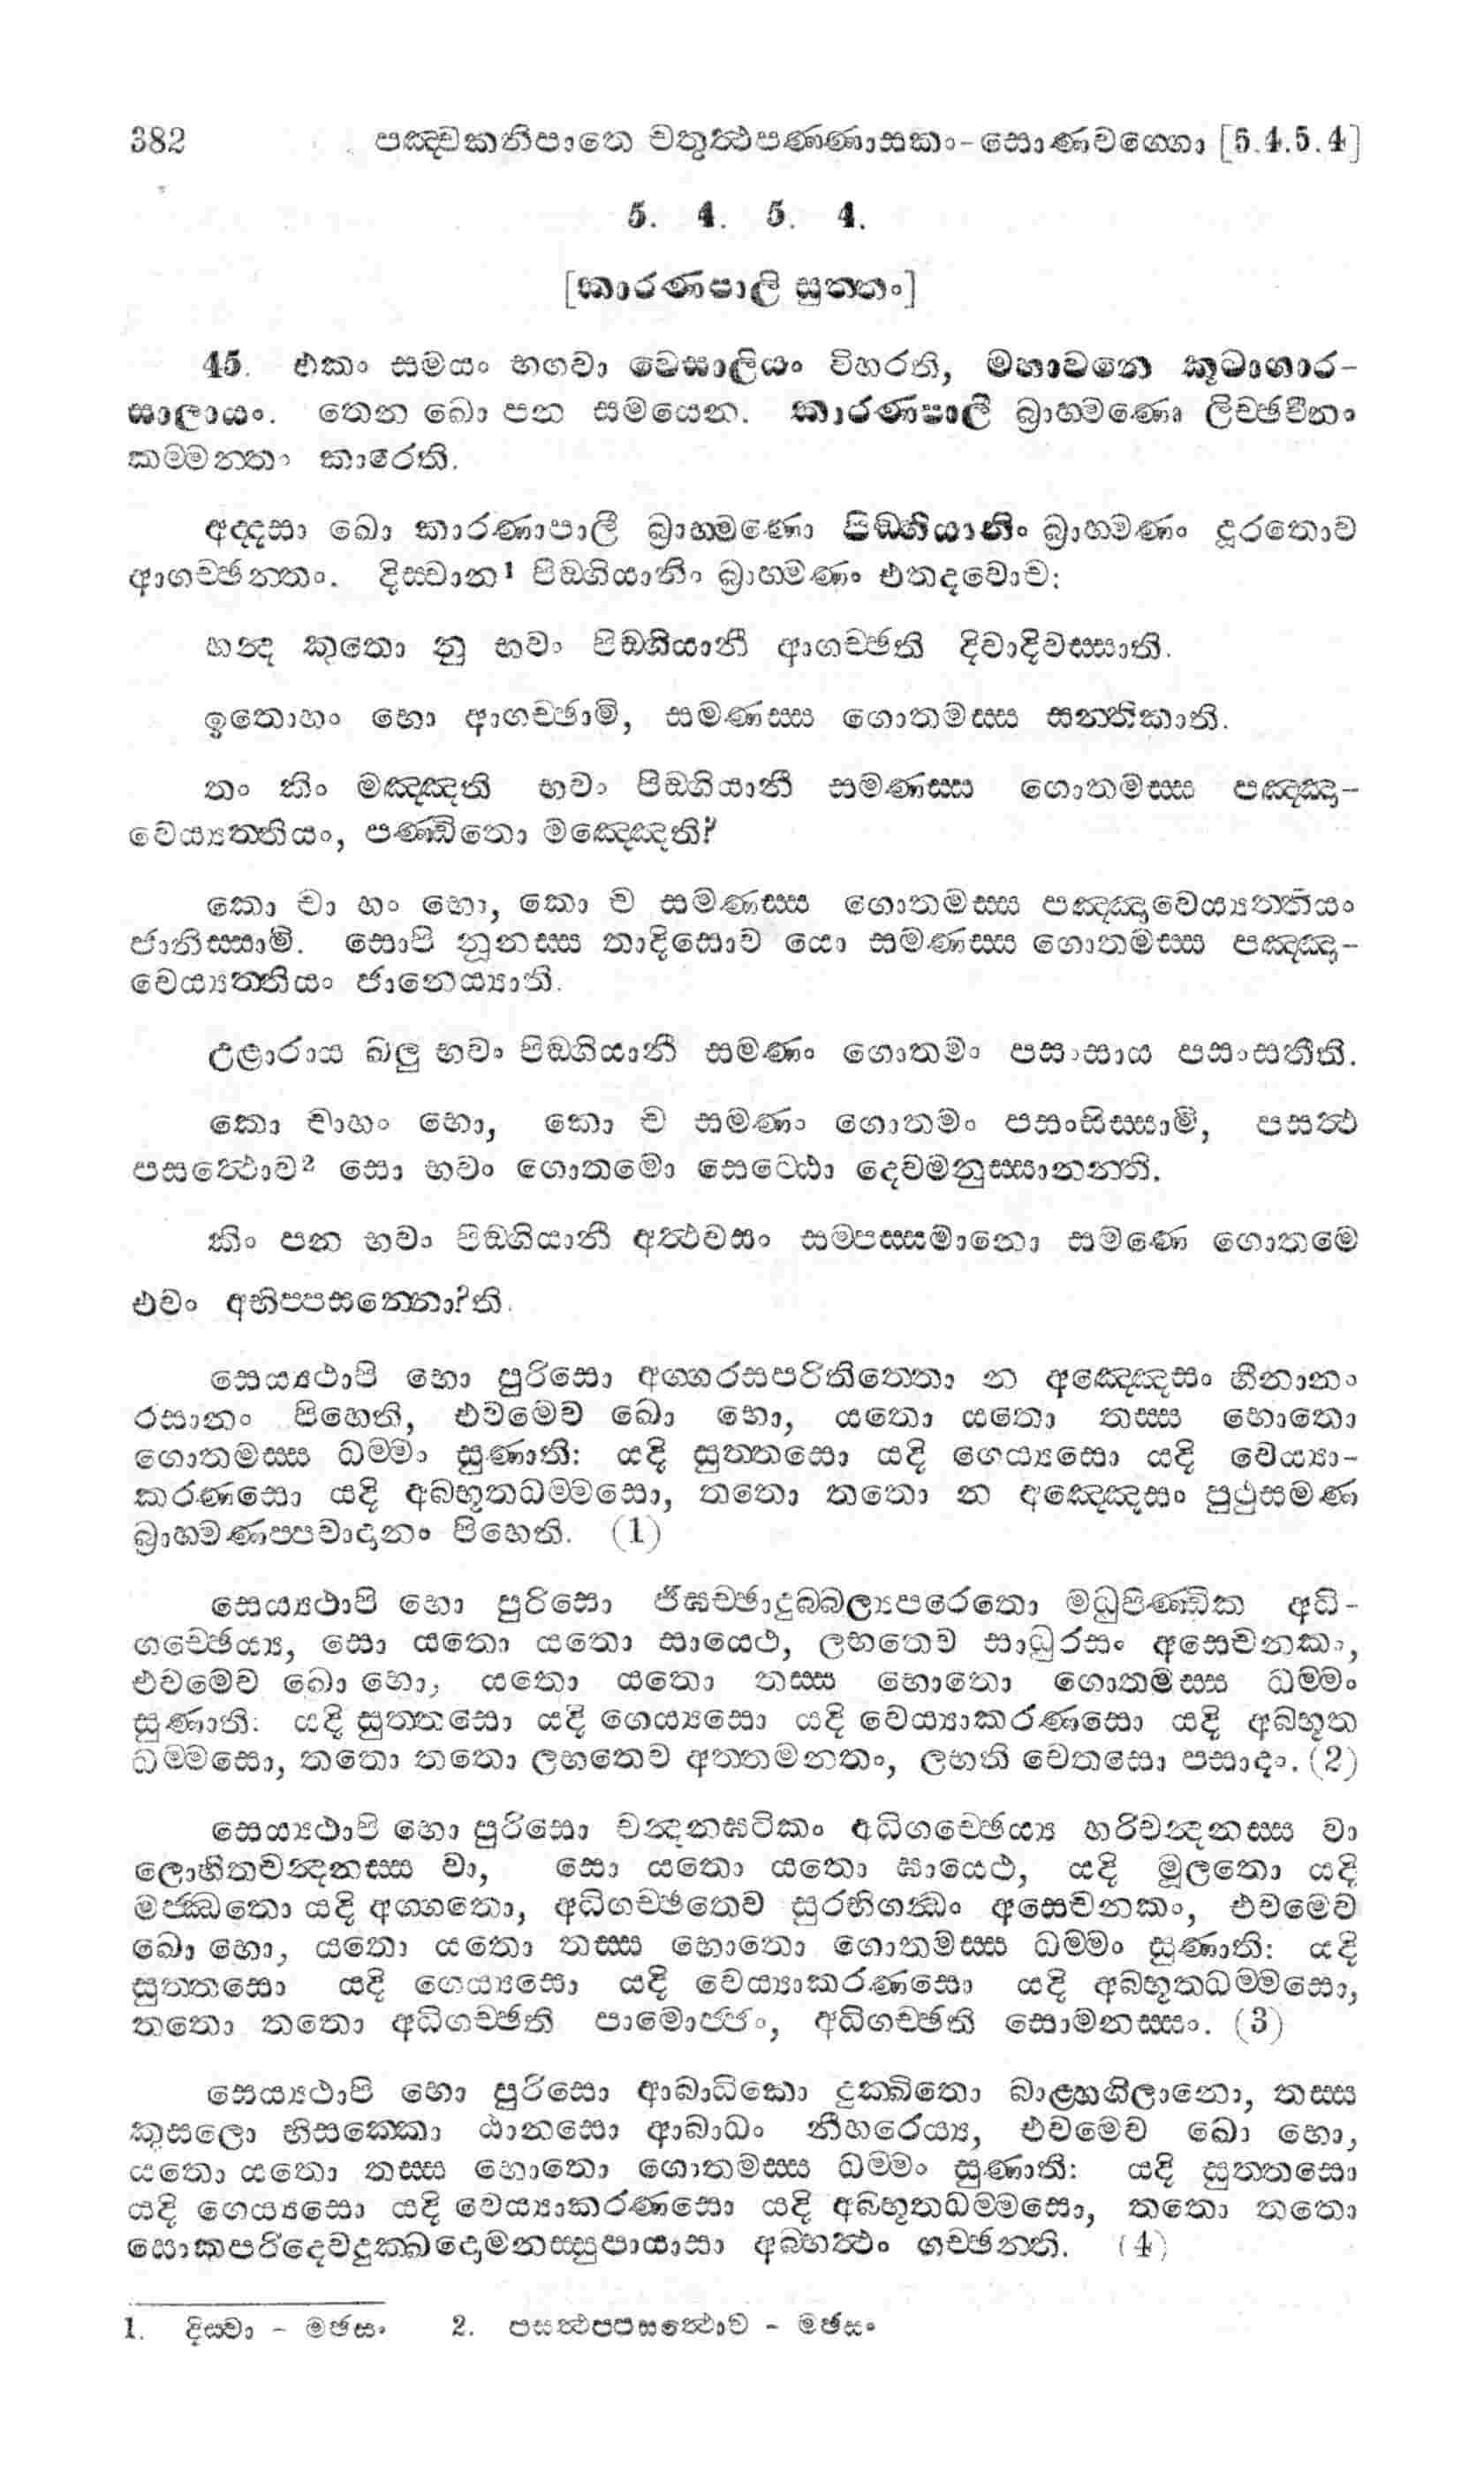 382 පඤ්චකනිපාතෙ චතුත්ථපණ්ණාසකං-සොණවග්ගො [5.4.5.4]
5. 4. 5. 4.
[කාරණපාලි සුත්තං]
45. එකං සමයං භගවා වෙසාලියං විහරති, මහාවනෙ කූටාගාර-
සාලායං. තෙන ඛො පන සමයෙන. කාරණපාලී බ්‍රාහ්මණො ලිච්ඡවීනං
කම්මන්තං කාරෙති.
අද්දසා ඛො කාරණාපාලී බ්‍රාහ්මණො පිඞ්ගියානිං බ්‍රාහ්මණං දූරතොව
ආගච්ඡන්තං. දිස්වාන1 පිඞ්ගියානිං බ්‍රාහ්මණං එතදවොච:
හන්ද කුතො නු භවං පිඞ්ගියානී ආගච්ඡති දිවාදිවස්සාති.
ඉතොහං භො ආගච්ඡාමි, සමණස්ස ගොතමස්ස සන්තිකාති.
තං කිං මඤ්ඤති භවං පිඞ්ගියානී සමණස්ස ගොතමස්ස පඤ්ඤා-
වෙය්‍යත්තියං, පණ්ඩිතො මඤ්ඤෙති?
කො චා හං භො, කො ච සමණස්ස ගොතමස්ස පඤ්ඤාවෙය්‍යත්තියං
ජානිස්සාමි. සොපි නූනස්ස තාදිසොව යො සමණස්ස ගොතමස්ස පඤ්ඤා-
වෙය්‍යත්තියං ජානෙය්‍යාති.
උළාරාය ඛලු භවං පිඞ්ගියානී සමණං ගොතමං පසංසාය පසංසතීති.
කො චාහං භො, කො ච සමණං ගොතමං පසංසිස්සාමි, පසත්ථ
පසත්ථොව2 සො භවං ගොතමො සෙට්ඨො දෙවමනුස්සානන්ති.
කිං පන භවං පිඞ්ගියානී අත්ථවසං සම්පස්සමානො සමණෙ ගොතමෙ
එවං අභිප්පසන්නො?ති.
සෙය්‍යථාපි භො පුරිසො අග්ගරසපරිතිත්තො න අඤ්ඤෙසං හීනානං
රසානං පිහෙති, එවමෙව ඛො භො, යතො යතො තස්ස භොතො
ගොතමස්ස ධම්මං සුණාති: යදි සුත්තසො යදි ගෙය්‍යසො යදි වෙය්‍යා-
කරණසො යදි අබ්භූතධම්මසො, තතො තතො න අඤ්ඤෙසං පුථුසමණ
බ්‍රාහ්මණප්පවාදානං පිහෙති. (1)
සෙය්‍යථාපි භො පුරිසො ජිඝච්ඡාදුබ්බල්‍යපරෙතො මධුපිණ්ඩික අධි-
ගච්ඡෙය්‍ය, සො යතො යතො සායෙථ, ලභතෙව සාධුරසං අසෙචනකං,
එවමෙව ඛො භො, යතො යතො තස්ස භොතො ගොතමස්ස ධම්මං
සුණාති: යදි සුත්තසො යදි ගෙය්‍යසො යදි වෙය්‍යාකරණසො යදි අබ්භූත
ධම්මසො, තතො තතො ලභතෙව අත්තමනතං, ලභති චෙතසො පසාදං. (2)
සෙය්‍යථාපි භො පුරිසො චන්දනඝටිකං අධිගච්ඡෙය්‍ය හරිචන්දනස්ස වා
ලොහිතචන්දනස්ස වා, සො යතො යතො ඝායෙථ, යදි මූලතො යදි
මජ්ඣතො යදි අග්ගතො, අධිගච්ඡතෙව සුරභිගන්ධං අසෙචනකං, එවමෙව
ඛො භො, යතො යතො තස්ස භොතො ගොතමස්ස ධම්මං සුණාති: යදි
සුත්තසො යදි ගෙය්‍යසො යදි වෙය්‍යාකරණසො යදි අබ්භූතධම්මසො,
තතො තතො අධිගච්ඡති පාමොජ්ජං, අධිගච්ඡති සොමනස්සං. (3)
සෙය්‍යථාපි භො පුරිසො ආබාධිකො දුක්ඛිතො බාළ්හගිලානො, තස්ස
කුසලො භිසක්කො ඨානසො ආබාධං නීහරෙය්‍ය, එවමෙව ඛො භො,
යතො යතො තස්ස භොතො ගොතමස්ස ධම්මං සුණාති: යදි සුත්තසො
යදි ගෙය්‍යසො යදි වෙය්‍යාකරණසො යදි අබ්භූතධම්මසො, තතො තතො
සොකපරිදෙවදුක්ඛදොමනස්සුපායාසා අබ්භත්ථං ගච්ඡන්ති. (4)
1. දිස්වා - මඡසං 2. පසත්ථප්පසත්ථොව - මඡසං